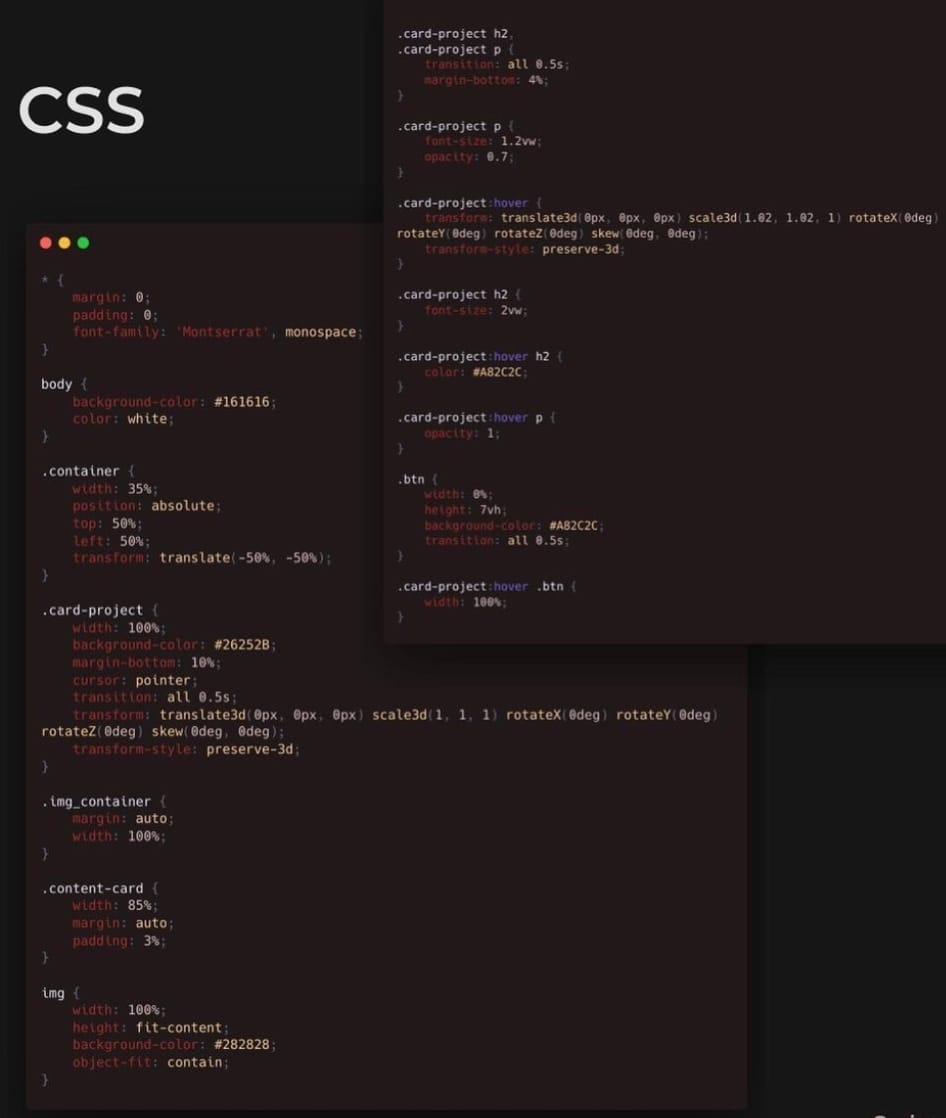 CSS
* {
    margin: 0;
    padding: 0;
    font-family: 'Montserrat', monospace;
}

body {
    background-color: #161616;
    color: white;
}

.container {
    width: 35%;
    position: absolute;
    top: 50%;
    left: 50%;
    transform: translate(-50%, -50%);
}

.card-project {
    width: 100%;
    background-color: #26252B;
    margin-bottom: 10%;
    cursor: pointer;
    transition: all 0.5s;
    transform: translate3d(0px, 0px, 0px) scale3d(1, 1, 1) rotateX(0deg) rotateY(0deg)
rotateZ(0deg) skew(0deg, 0deg);
    transform-style: preserve-3d;
}

.img_container {
    margin: auto;
    width: 100%;
}

.content-card {
    width: 85%;
    margin: auto;
    padding: 3%;
}

img {
    width: 100%;
    height: fit-content;
    background-color: #282828;
    object-fit: contain;
}

.card-project h2,
.card-project p {
    transition: all 0.5s;
    margin-bottom: 4%;
}

.card-project p {
    font-size: 1.2vw;
    opacity: 0.7;
}

.card-project:hover {
    transform: translate3d(0px, 0px, 0px) scale3d(1.02, 1.02, 1) rotateX(0deg)
rotateY(0deg) rotateZ(0deg) skew(0deg, 0deg);
    transform-style: preserve-3d;
}

.card-project h2 {
    font-size: 2vw;
}

.card-project:hover h2 {
    color: #A82C2C;
}

.card-project:hover p {
    opacity: 1;
}

.btn {
    width: 0%;
    height: 7vh;
    background-color: #A82C2C;
    transition: all 0.5s;
}

.card-project:hover .btn {
    width: 100%;
}